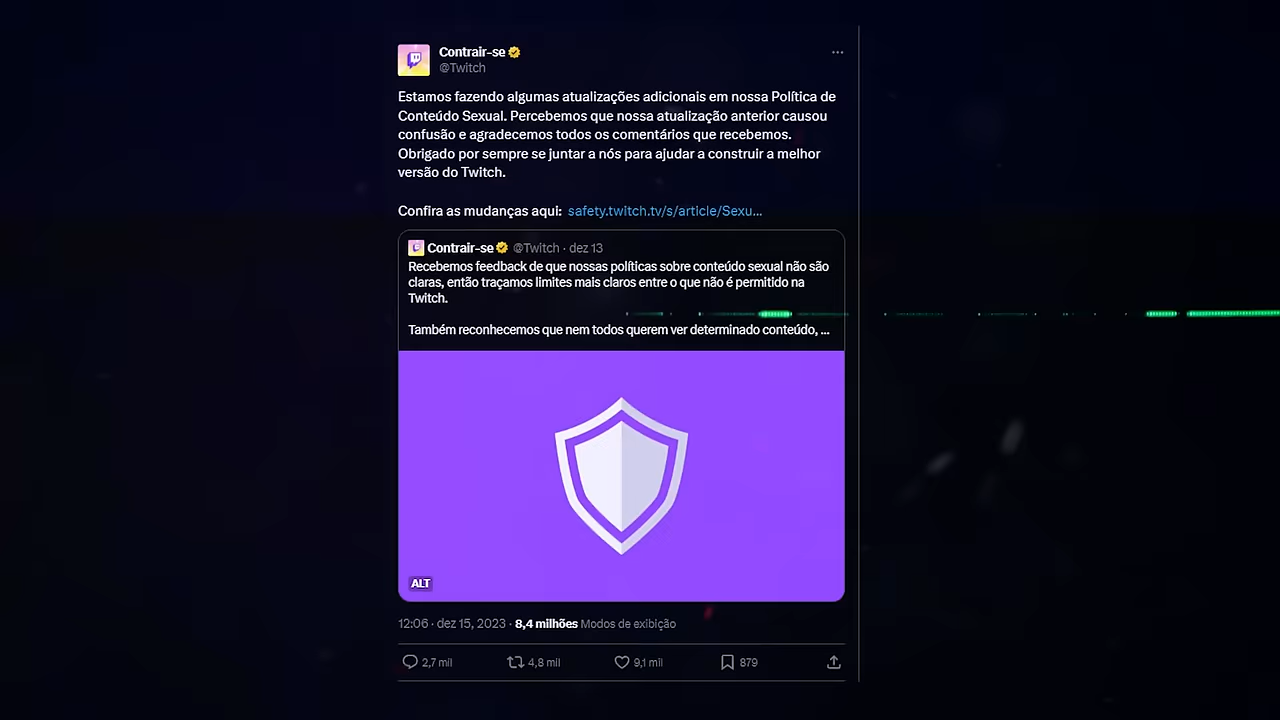 Contrair-se
@Twitch
Estamos fazendo algumas atualizações adicionais em nossa Política de
Conteúdo Sexual. Percebemos que nossa atualização anterior causou
confusão e agradecemos todos os comentários que recebemos.
Obrigado por sempre se juntar a nós para ajudar a construir a melhor
versão do Twitch.
Confira as mudanças aqui: safety.twitch.tv/s/article/Sexu...
Contrair-se @Twitch · dez 13
Recebemos feedback de que nossas políticas sobre conteúdo sexual não são
claras, então traçamos limites mais claros entre o que não é permitido na
Twitch.
Também reconhecemos que nem todos querem ver determinado conteúdo, ...
ALT
12:06 · dez 15, 2023 · 8,4 milhões Modos de exibição
2,7 mil 4,8 mil 9,1 mil 879